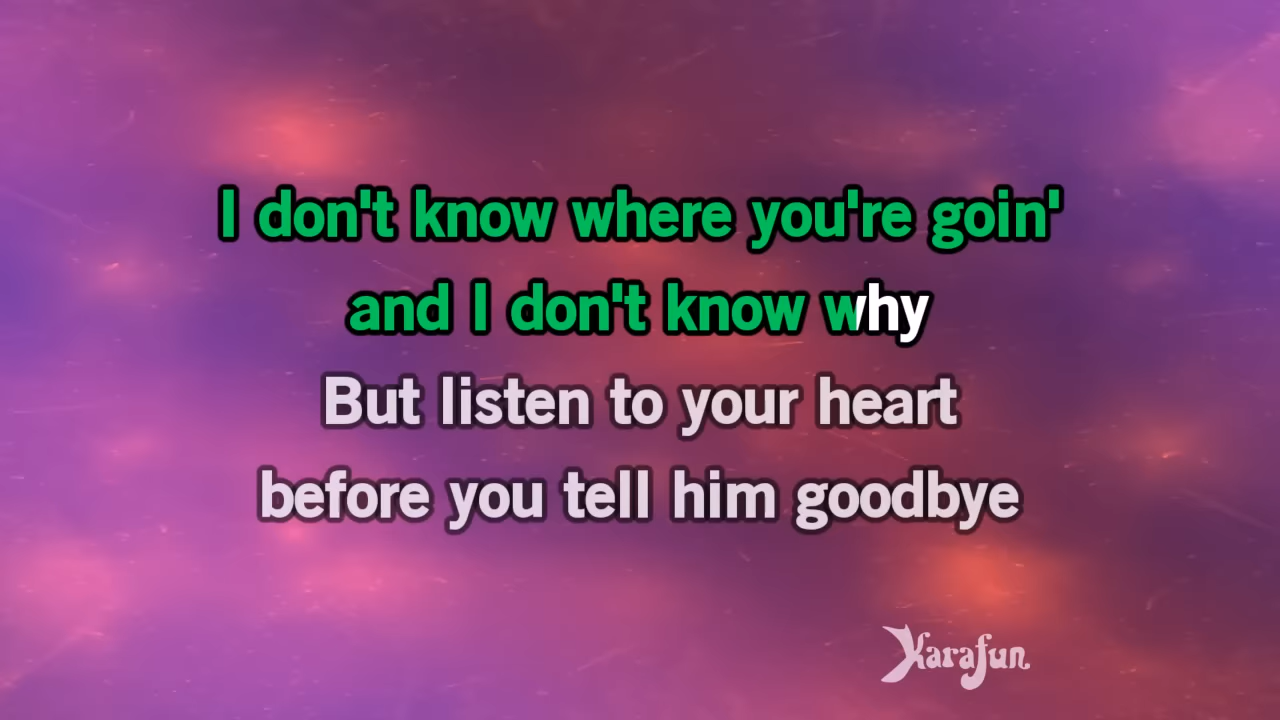 I don't know where you're goin'
and I don't know why
But listen to your heart
before you tell him goodbye
Karafun